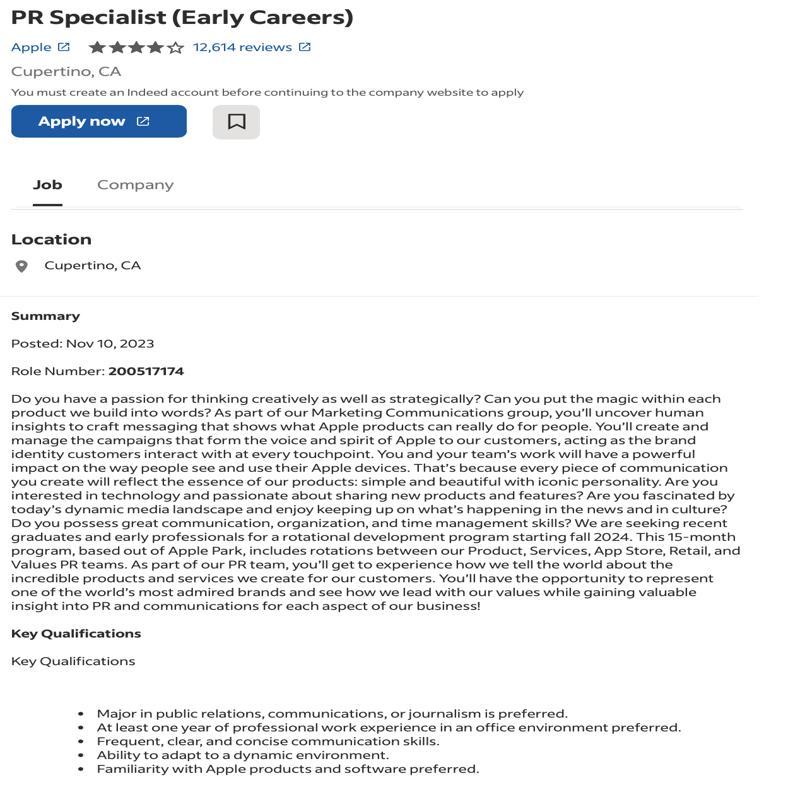 PR Specialist (Early Careers)
Apple 12,614 reviews
Cupertino, CA
You must create an Indeed account before continuing to the company website to apply
Apply now
Job Company
Location
Cupertino, CA
Summary
Posted: Nov 10, 2023
Role Number: 200517174
Do you have a passion for thinking creatively as well as strategically? Can you put the magic within each
product we build into words? As part of our Marketing Communications group, you’ll uncover human
insights to craft messaging that shows what Apple products can really do for people. You’ll create and
manage the campaigns that form the voice and spirit of Apple to our customers, acting as the brand
identity customers interact with at every touchpoint. You and your team’s work will have a powerful
impact on the way people see and use their Apple devices. That’s because every piece of communication
you create will reflect the essence of our products: simple and beautiful with iconic personality. Are you
interested in technology and passionate about sharing new products and features? Are you fascinated by
today’s dynamic media landscape and enjoy keeping up on what’s happening in the news and in culture?
Do you possess great communication, organization, and time management skills? We are seeking recent
graduates and early professionals for a rotational development program starting fall 2024. This 15-month
program, based out of Apple Park, includes rotations between our Product, Services, App Store, Retail, and
Values PR teams. As part of our PR team, you’ll get to experience how we tell the world about the
incredible products and services we create for our customers. You’ll have the opportunity to represent
one of the world’s most admired brands and see how we lead with our values while gaining valuable
insight into PR and communications for each aspect of our business!
Key Qualifications
Key Qualifications
• Major in public relations, communications, or journalism is preferred.
• At least one year of professional work experience in an office environment preferred.
• Frequent, clear, and concise communication skills.
• Ability to adapt to a dynamic environment.
• Familiarity with Apple products and software preferred.